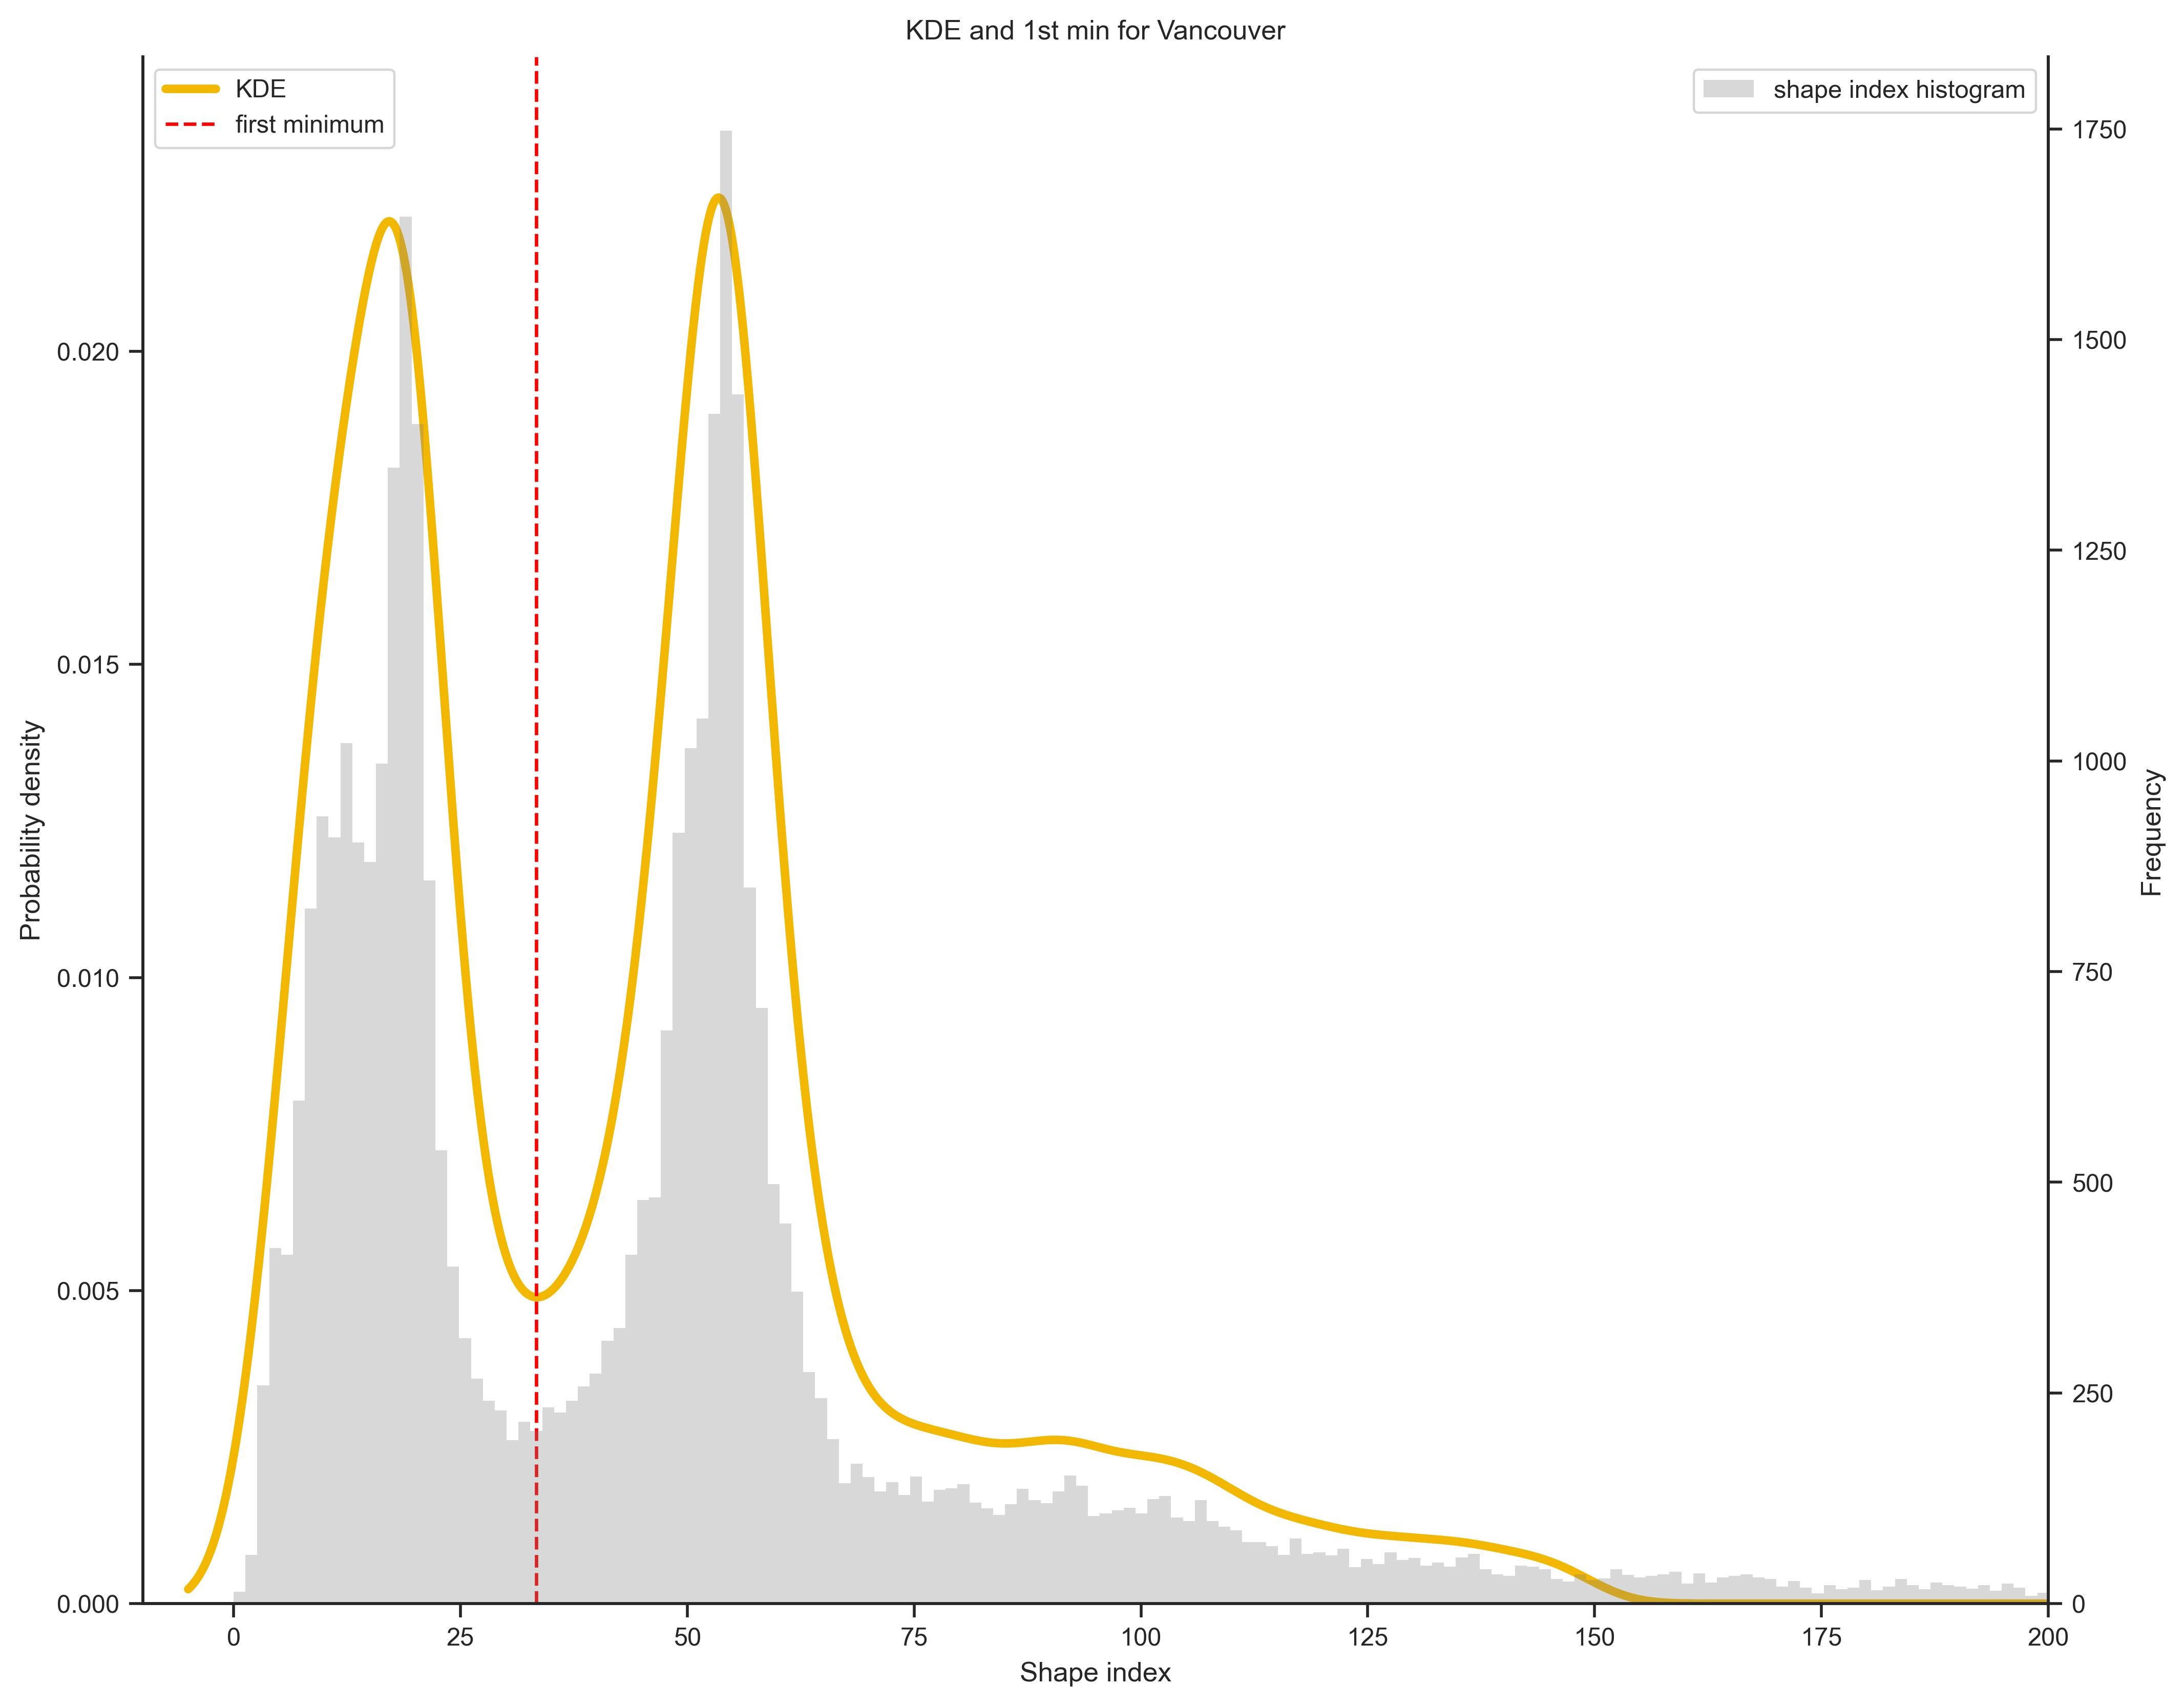 KDE and 1st min for Vancouver
KDE
first minimum
shape index histogram
Probability density
0.020
0.015
0.010
0.005
0.000
1750
1500
1250
1000
750
500
250
0
Frequency
0 25 50 75 100 125 150 175 200
Shape index